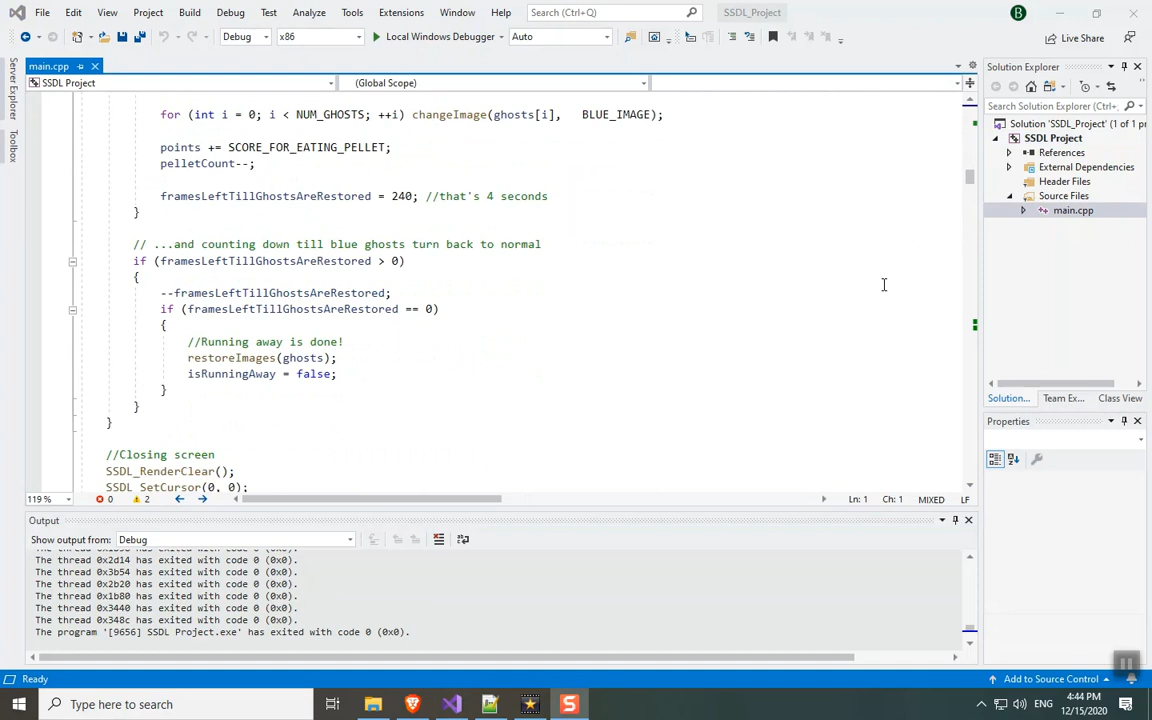 File Edit View Project Build Debug Test Analyze Tools Extensions Window Help Search (Ctrl+Q) SSDL_Project B
Debug x86 Local Windows Debugger Auto Live Share
Server Explorer
Toolbox
main.cpp
SSDL Project (Global Scope)
for (int i = 0; i < NUM_GHOSTS; ++i) changeImage(ghosts[i], BLUE_IMAGE);
points += SCORE_FOR_EATING_PELLET;
pelletCount--;
framesLeftTillGhostsAreRestored = 240; //that's 4 seconds
}
// ...and counting down till blue ghosts turn back to normal
if (framesLeftTillGhostsAreRestored > 0)
{
--framesLeftTillGhostsAreRestored;
if (framesLeftTillGhostsAreRestored == 0)
{
//Running away is done!
restoreImages(ghosts);
isRunningAway = false;
}
}
}
//Closing screen
SSDL_RenderClear();
SSDL_SetCursor(0, 0);
119 % 0 2 Ln: 1 Ch: 1 MIXED LF
Solution Explorer
Search Solution Explorer (Ctrl+
Solution 'SSDL_Project' (1 of 1 pr
SSDL Project
References
External Dependencies
Header Files
Source Files
main.cpp
Solution... Team Ex... Class View
Properties
Output
Show output from: Debug
The thread 0x2d14 has exited with code 0 (0x0).
The thread 0x3b54 has exited with code 0 (0x0).
The thread 0x2b20 has exited with code 0 (0x0).
The thread 0x1b80 has exited with code 0 (0x0).
The thread 0x3440 has exited with code 0 (0x0).
The thread 0x348c has exited with code 0 (0x0).
The program '[9656] SSDL Project.exe' has exited with code 0 (0x0).
Ready Add to Source Control
Type here to search
S
ENG
4:44 PM
12/15/2020